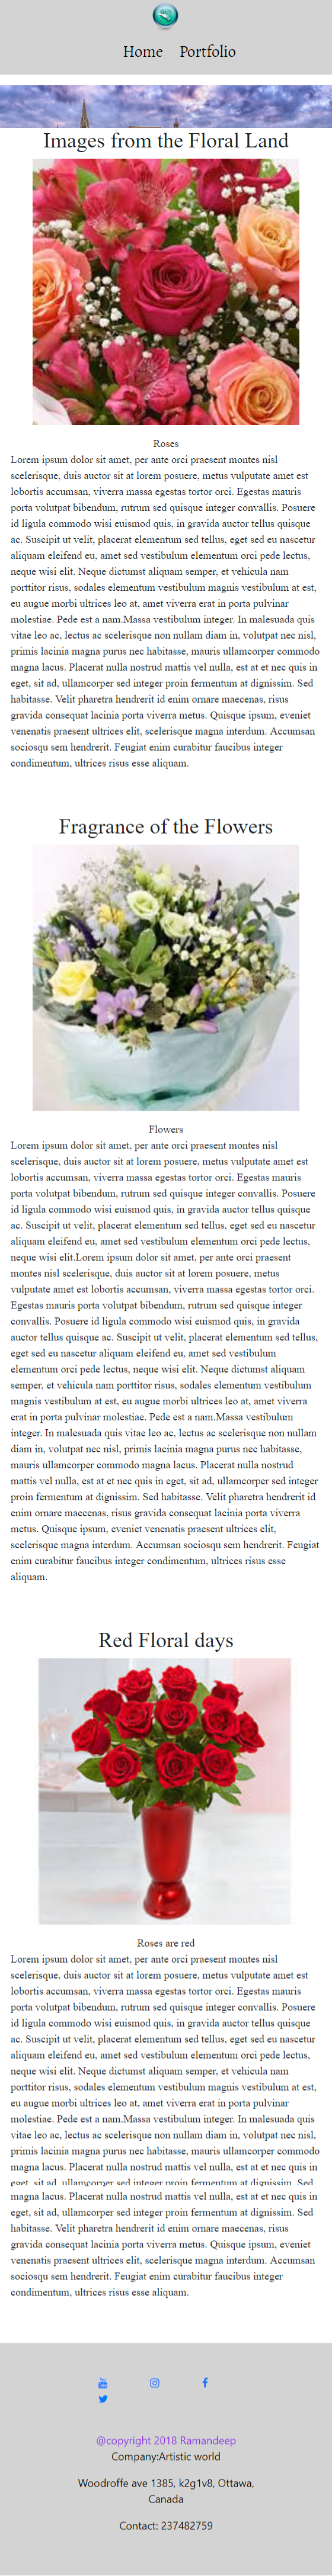 Home Portfolio
Images from the Floral Land
Roses
Lorem ipsum dolor sit amet, per ante orci praesent montes nisl
scelerisque, duis auctor sit at lorem posuere, metus vulputate amet est
lobortis accumsan, viverra massa egestas tortor orci. Egestas mauris
porta volutpat bibendum, rutrum sed quisque integer convallis. Posuere
id ligula commodo wisi euismod quis, in gravida auctor tellus quisque
ac. Suscipit ut velit, placerat elementum sed tellus, eget sed eu nascetur
aliquam eleifend eu, amet sed vestibulum elementum orci pede lectus,
neque wisi elit. Neque dictumst aliquam semper, et vehicula nam
porttitor risus, sodales elementum vestibulum magnis vestibulum at est,
eu augue morbi ultrices leo at, amet viverra erat in porta pulvinar
molestiae. Pede est a nam.Massa vestibulum integer. In malesuada quis
vitae leo ac, lectus ac scelerisque non nullam diam in, volutpat nec nisl,
primis lacinia magna purus nec habitasse, mauris ullamcorper commodo
magna lacus. Placerat nulla nostrud mattis vel nulla, est at et nec quis in
eget, sit ad, ullamcorper sed integer proin fermentum at dignissim. Sed
habitasse. Velit pharetra hendrerit id enim ornare maecenas, risus
gravida consequat lacinia porta viverra metus. Quisque ipsum, eveniet
venenatis praesent ultrices elit, scelerisque magna interdum. Accumsan
sociosqu sem hendrerit. Feugiat enim curabitur faucibus integer
condimentum, ultrices risus esse aliquam.
Fragrance of the Flowers
Flowers
Lorem ipsum dolor sit amet, per ante orci praesent montes nisl
scelerisque, duis auctor sit at lorem posuere, metus vulputate amet est
lobortis accumsan, viverra massa egestas tortor orci. Egestas mauris
porta volutpat bibendum, rutrum sed quisque integer convallis. Posuere
id ligula commodo wisi euismod quis, in gravida auctor tellus quisque
ac. Suscipit ut velit, placerat elementum sed tellus, eget sed eu nascetur
aliquam eleifend eu, amet sed vestibulum elementum orci pede lectus,
neque wisi elit.Lorem ipsum dolor sit amet, per ante orci praesent
montes nisl scelerisque, duis auctor sit at lorem posuere, metus
vulputate amet est lobortis accumsan, viverra massa egestas tortor orci.
Egestas mauris porta volutpat bibendum, rutrum sed quisque integer
convallis. Posuere id ligula commodo wisi euismod quis, in gravida
auctor tellus quisque ac. Suscipit ut velit, placerat elementum sed tellus,
eget sed eu nascetur aliquam eleifend eu, amet sed vestibulum
elementum orci pede lectus, neque wisi elit. Neque dictumst aliquam
semper, et vehicula nam porttitor risus, sodales elementum vestibulum
magnis vestibulum at est, eu augue morbi ultrices leo at, amet viverra
erat in porta pulvinar molestiae. Pede est a nam.Massa vestibulum
integer. In malesuada quis vitae leo ac, lectus ac scelerisque non nullam
diam in, volutpat nec nisl, primis lacinia magna purus nec habitasse,
mauris ullamcorper commodo magna lacus. Placerat nulla nostrud
mattis vel nulla, est at et nec quis in eget, sit ad, ullamcorper sed integer
proin fermentum at dignissim. Sed habitasse. Velit pharetra hendrerit id
enim ornare maecenas, risus gravida consequat lacinia porta viverra
metus. Quisque ipsum, eveniet venenatis praesent ultrices elit,
scelerisque magna interdum. Accumsan sociosqu sem hendrerit. Feugiat
enim curabitur faucibus integer condimentum, ultrices risus esse
aliquam.
Red Floral days
Roses are red
Lorem ipsum dolor sit amet, per ante orci praesent montes nisl
scelerisque, duis auctor sit at lorem posuere, metus vulputate amet est
lobortis accumsan, viverra massa egestas tortor orci. Egestas mauris
porta volutpat bibendum, rutrum sed quisque integer convallis. Posuere
id ligula commodo wisi euismod quis, in gravida auctor tellus quisque
ac. Suscipit ut velit, placerat elementum sed tellus, eget sed eu nascetur
aliquam eleifend eu, amet sed vestibulum elementum orci pede lectus,
neque wisi elit. Neque dictumst aliquam semper, et vehicula nam
porttitor risus, sodales elementum vestibulum magnis vestibulum at est,
eu augue morbi ultrices leo at, amet viverra erat in porta pulvinar
molestiae. Pede est a nam.Massa vestibulum integer. In malesuada quis
vitae leo ac, lectus ac scelerisque non nullam diam in, volutpat nec nisl,
primis lacinia magna purus nec habitasse, mauris ullamcorper commodo
magna lacus. Placerat nulla nostrud mattis vel nulla, est at et nec quis in
eget, sit ad, ullamcorper sed integer proin fermentum at dignissim. Sed
magna lacus. Placerat nulla nostrud mattis vel nulla, est at et nec quis in
eget, sit ad, ullamcorper sed integer proin fermentum at dignissim. Sed
habitasse. Velit pharetra hendrerit id enim ornare maecenas, risus
gravida consequat lacinia porta viverra metus. Quisque ipsum, eveniet
venenatis praesent ultrices elit, scelerisque magna interdum. Accumsan
sociosqu sem hendrerit. Feugiat enim curabitur faucibus integer
condimentum, ultrices risus esse aliquam.
@copyright 2018 Ramandeep
Company:Artistic world
Woodroffe ave 1385, k2g1v8, Ottawa,
Canada
Contact: 237482759